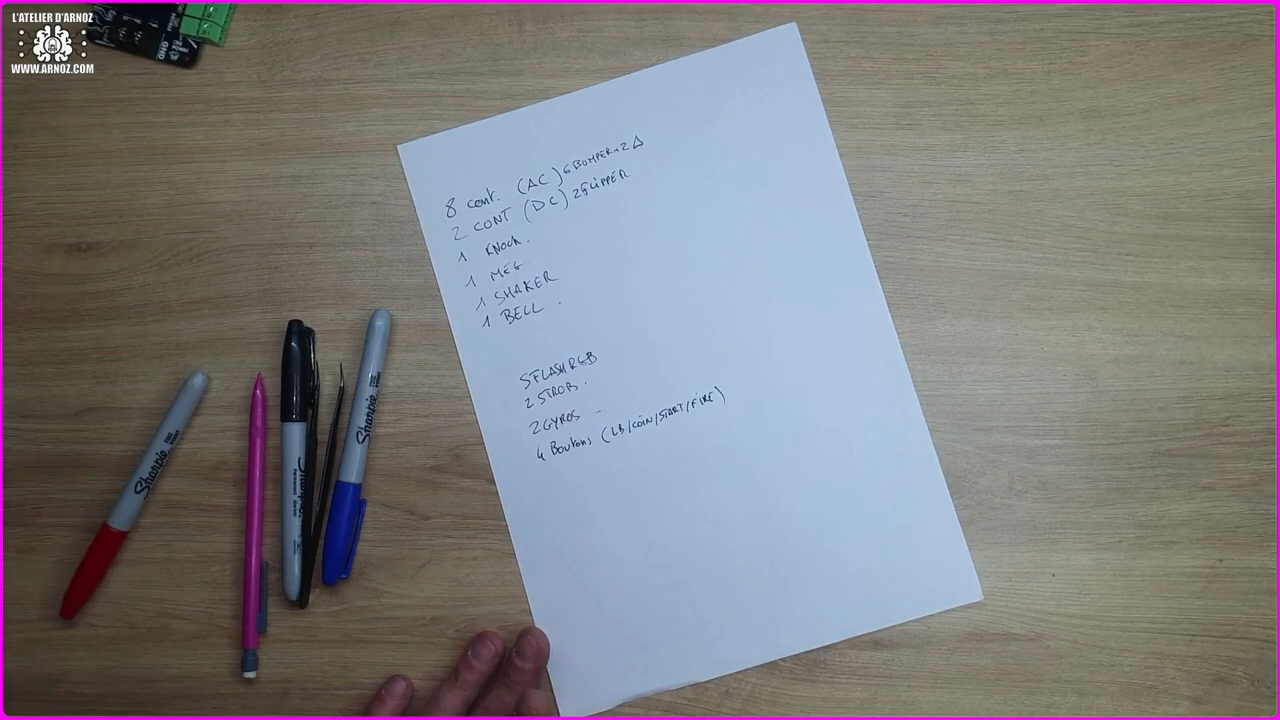 L'ATELIER D'ARNOZ
WWW.ARNOZ.COM
GND
8 cont. (AC) 6 BUMPER+2 Δ
2 CONT (DC) 2 FLIPPER
1 KNOCK.
1 MEG
1 SHAKER
1 BELL.
5 FLASH RGB
2 STROB.
2 GYROS -
4 Boutons (LB/COIN/START/FIRE)
Sharpie
Sharpie
Sharpie